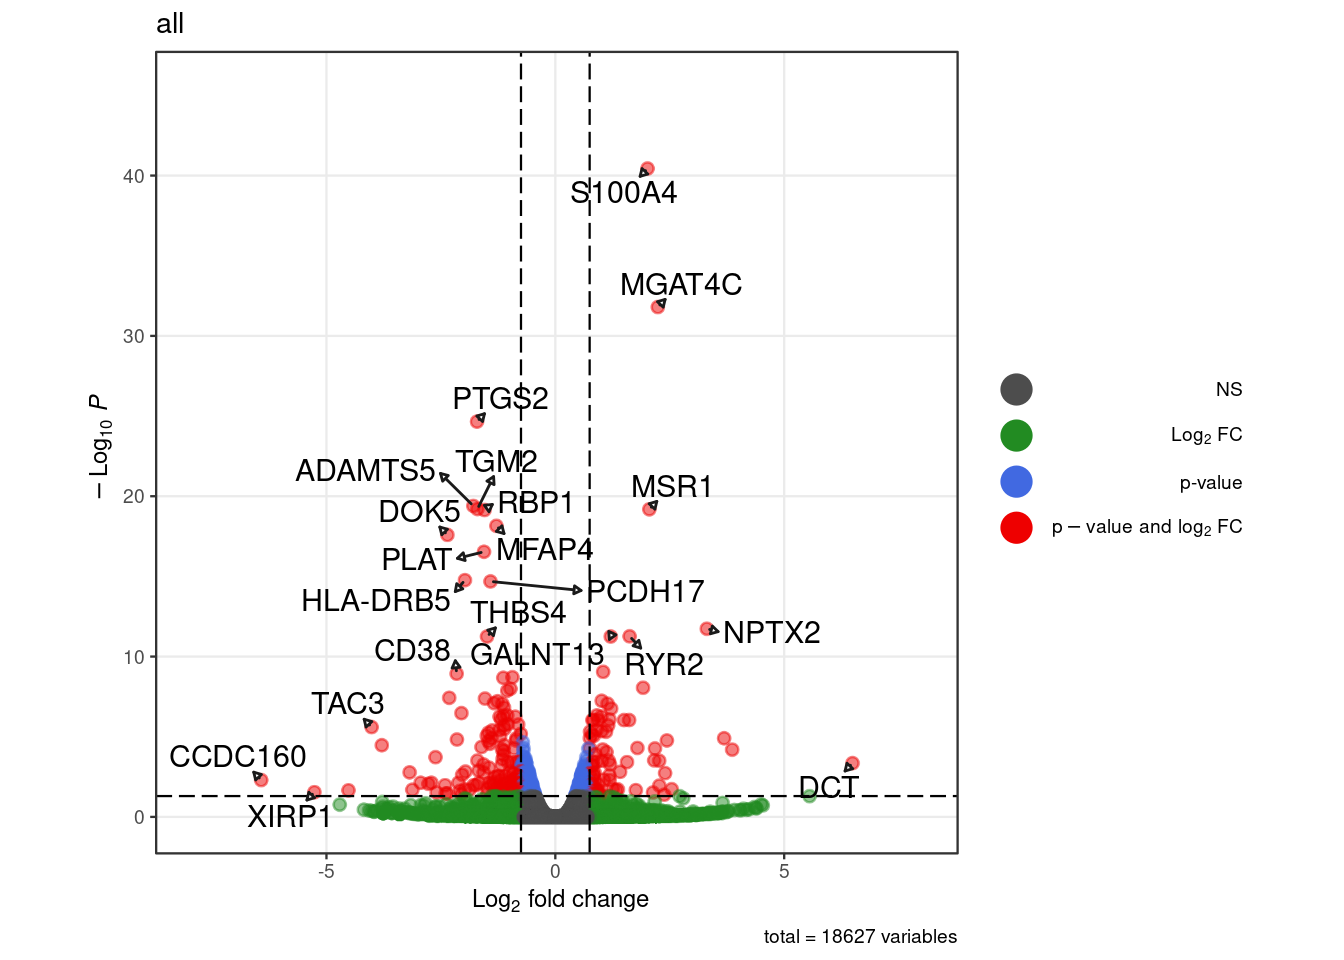 all
S100A4
40
MGAT4C
30
PTGS2
TGM2
ADAMTS5
MSR1
RBP1
20
DOK5
MFAP4
PLAT
PCDH17
HLA-DRB5
THBS4
NPTX2
CD38
GALNT13
RYR2
10
TAC3
CCDC160
DCT
XIRP1
0
-5
0
5
− Log₁₀ P
Log₂ fold change
total = 18627 variables
NS
Log₂ FC
p-value
p − value and log₂ FC